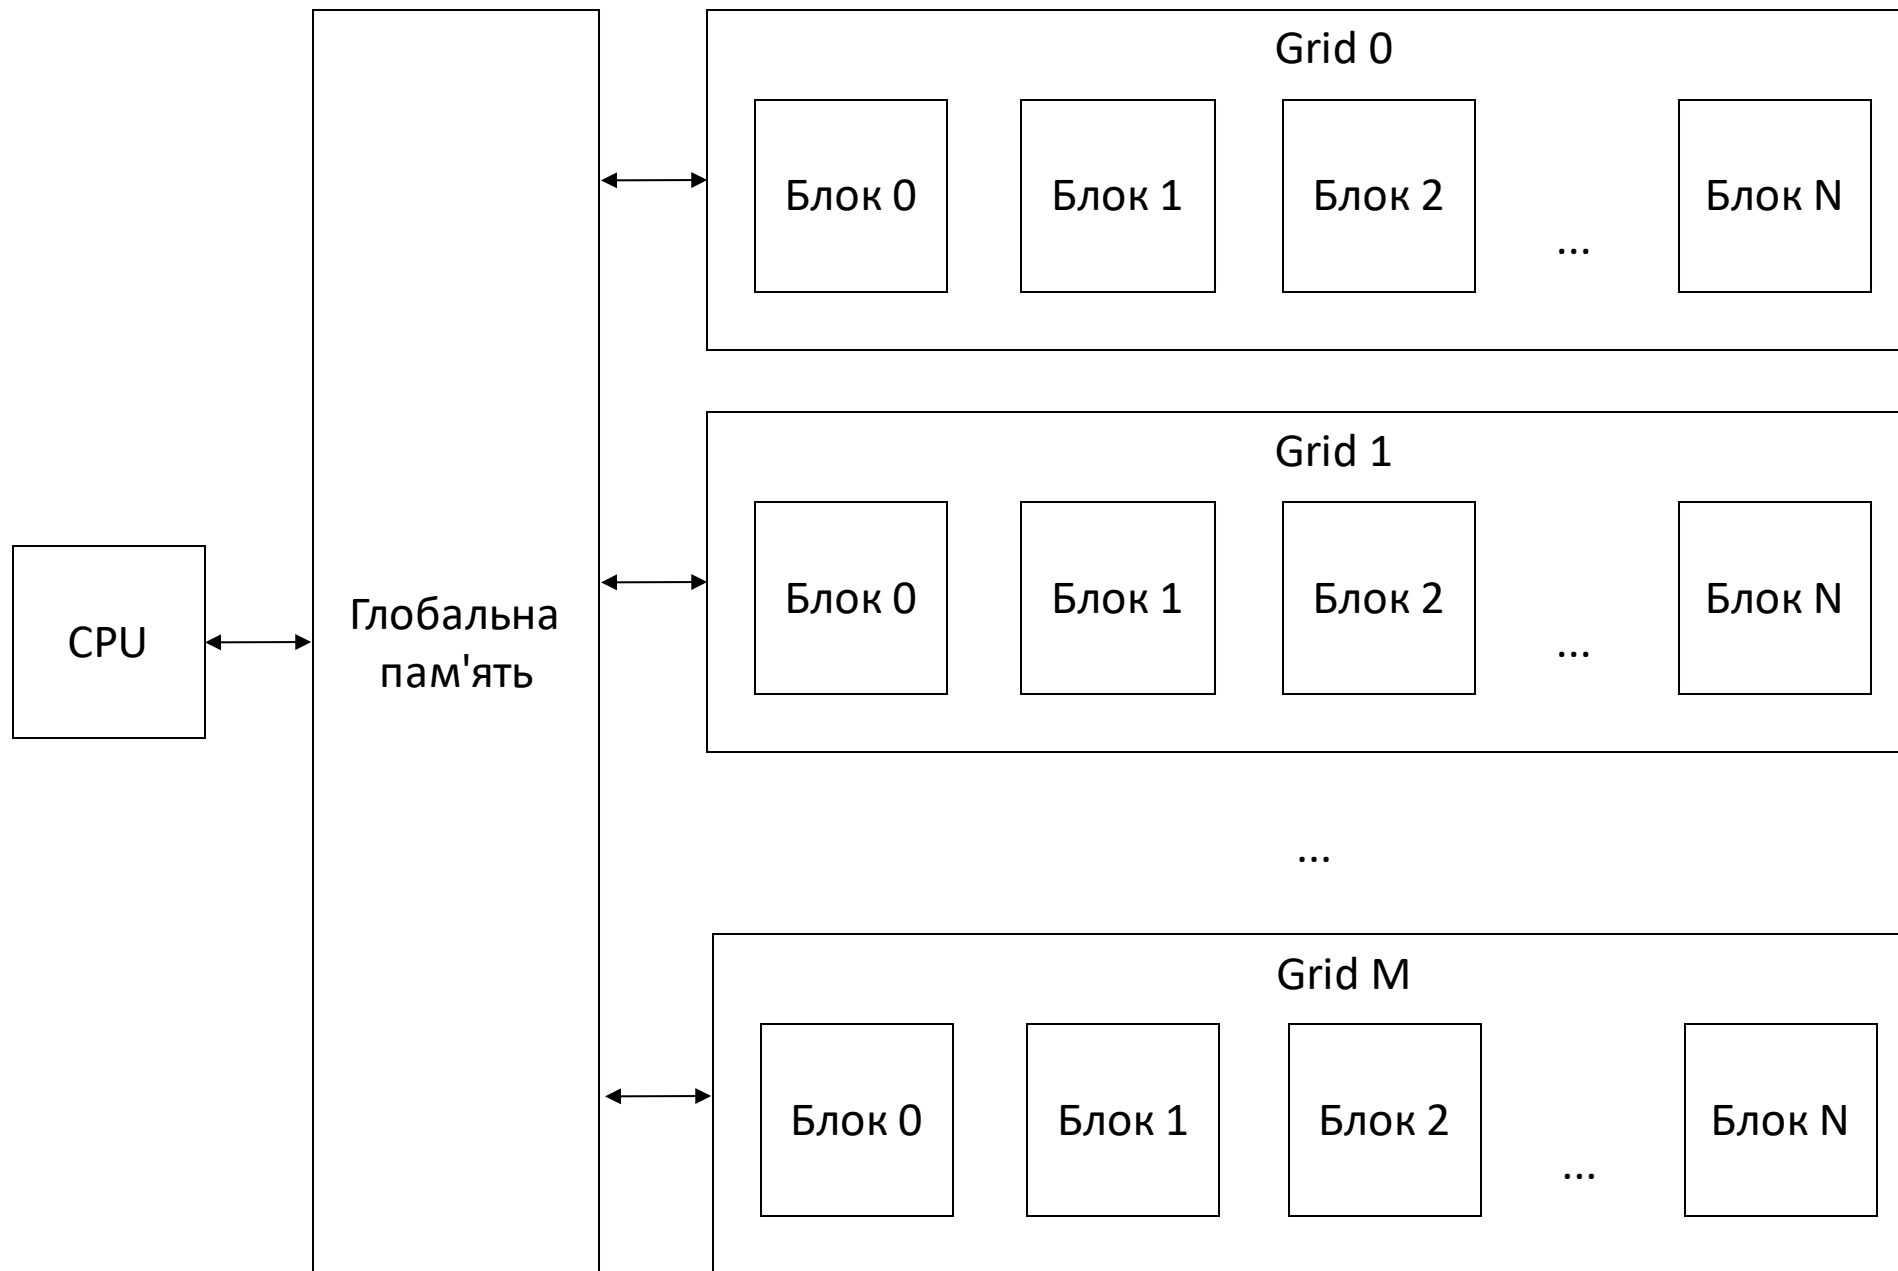 Grid 0
Блок 0
Блок 1
Блок 2
...
Блок N
Grid 1
Блок 0
Блок 1
Блок 2
...
Блок N
CPU
Глобальна
пам'ять
...
Grid M
Блок 0
Блок 1
Блок 2
...
Блок N